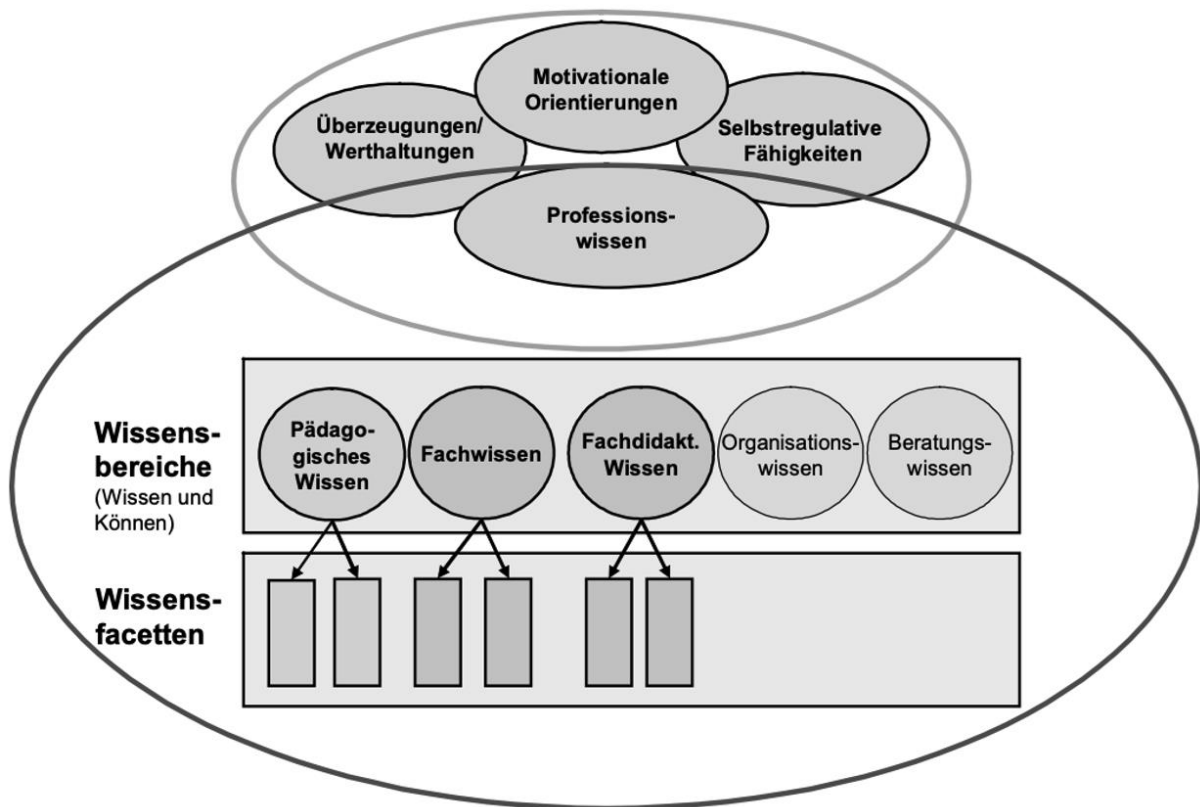 Motivationale
Orientierungen
Überzeugungen/
Werthaltungen
Selbstregulative
Fähigkeiten
Professions-
wissen
Wissens-
bereiche
(Wissen und
Können)
Pädago-
gisches
Wissen
Fachwissen
Fachdidakt.
Wissen
Organisations-
wissen
Beratungs-
wissen
Wissens-
facetten